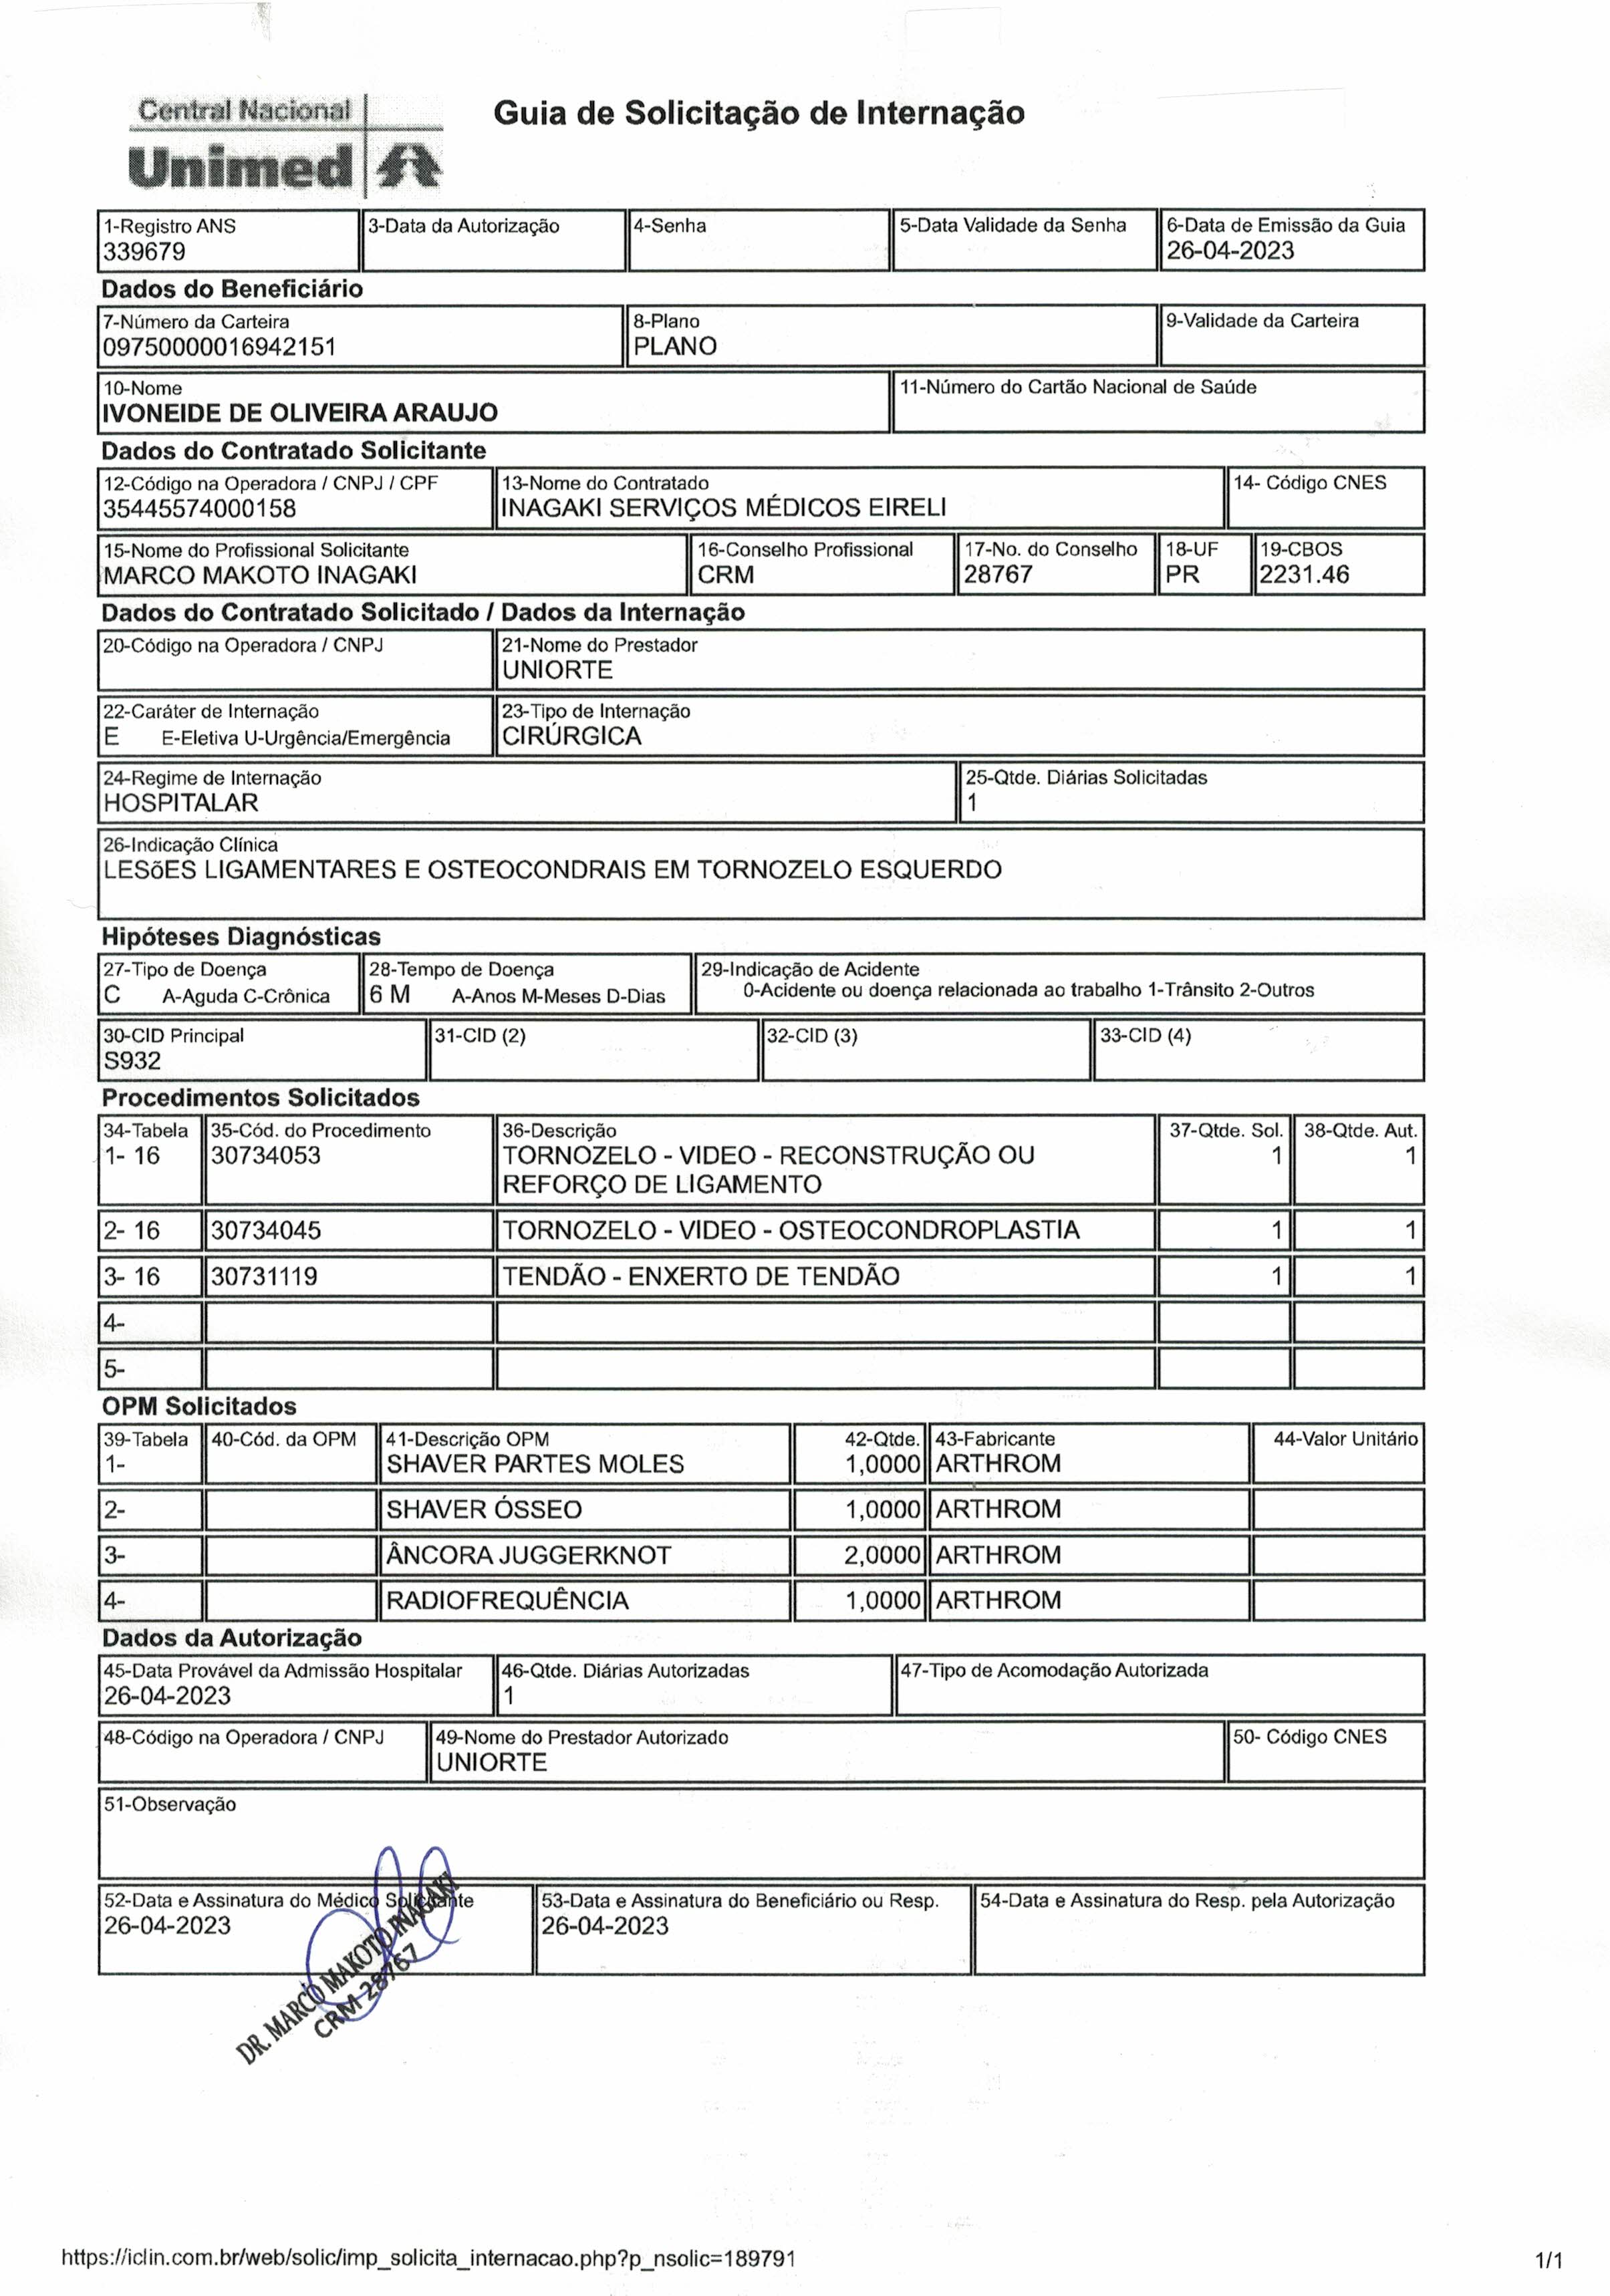 Central Nacional
Unimed
Guia de Solicitação de Internação
1-Registro ANS
339679
3-Data da Autorização
4-Senha
5-Data Validade da Senha
6-Data de Emissão da Guia
26-04-2023
Dados do Beneficiário
7-Número da Carteira
09750000016942151
8-Plano
PLANO
9-Validade da Carteira
10-Nome
IVONEIDE DE OLIVEIRA ARAUJO
11-Número do Cartão Nacional de Saúde
Dados do Contratado Solicitante
12-Código na Operadora / CNPJ / CPF
35445574000158
13-Nome do Contratado
INAGAKI SERVIÇOS MÉDICOS EIRELI
14- Código CNES
15-Nome do Profissional Solicitante
MARCO MAKOTO INAGAKI
16-Conselho Profissional
CRM
17-No. do Conselho
28767
18-UF
PR
19-CBOS
2231.46
Dados do Contratado Solicitado / Dados da Internação
20-Código na Operadora / CNPJ
21-Nome do Prestador
UNIORTE
22-Caráter de Internação
E E-Eletiva U-Urgência/Emergência
23-Tipo de Internação
CIRÚRGICA
24-Regime de Internação
HOSPITALAR
25-Qtde. Diárias Solicitadas
1
26-Indicação Clínica
LESõES LIGAMENTARES E OSTEOCONDRAIS EM TORNOZELO ESQUERDO
Hipóteses Diagnósticas
27-Tipo de Doença
C A-Aguda C-Crônica
28-Tempo de Doença
6 M A-Anos M-Meses D-Dias
29-Indicação de Acidente
0-Acidente ou doença relacionada ao trabalho 1-Trânsito 2-Outros
30-CID Principal
S932
31-CID (2)
32-CID (3)
33-CID (4)
Procedimentos Solicitados
34-Tabela 35-Cód. do Procedimento 36-Descrição 37-Qtde. Sol. 38-Qtde. Aut.
1- 16 30734053 TORNOZELO - VIDEO - RECONSTRUÇÃO OU 1 1
REFORÇO DE LIGAMENTO
2- 16 30734045 TORNOZELO - VIDEO - OSTEOCONDROPLASTIA 1 1
3- 16 30731119 TENDÃO - ENXERTO DE TENDÃO 1 1
4-
5-
OPM Solicitados
39-Tabela 40-Cód. da OPM 41-Descrição OPM 42-Qtde. 43-Fabricante 44-Valor Unitário
1- SHAVER PARTES MOLES 1,0000 ARTHROM
2- SHAVER ÓSSEO 1,0000 ARTHROM
3- ÂNCORA JUGGERKNOT 2,0000 ARTHROM
4- RADIOFREQUÊNCIA 1,0000 ARTHROM
Dados da Autorização
45-Data Provável da Admissão Hospitalar
26-04-2023
46-Qtde. Diárias Autorizadas
1
47-Tipo de Acomodação Autorizada
48-Código na Operadora / CNPJ
49-Nome do Prestador Autorizado
UNIORTE
50- Código CNES
51-Observação
52-Data e Assinatura do Médico Solicitante
26-04-2023
53-Data e Assinatura do Beneficiário ou Resp.
26-04-2023
54-Data e Assinatura do Resp. pela Autorização
DR. MARCO MAKOTO INAGAKI
CRM 28767
https://iclin.com.br/web/solic/imp_solicita_internacao.php?p_nsolic=189791
1/1